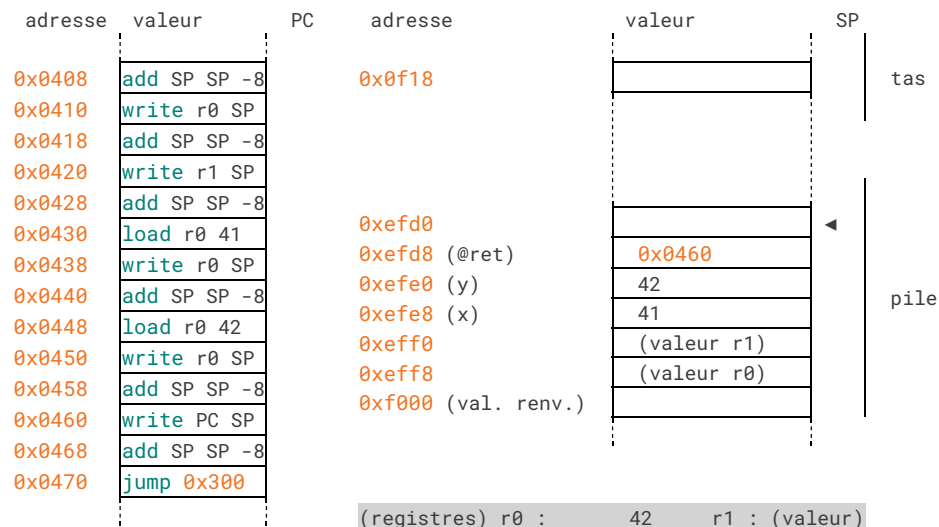 adresse valeur PC adresse valeur SP
0x0408 add SP SP -8 0x0f18 tas
0x0410 write r0 SP
0x0418 add SP SP -8
0x0420 write r1 SP
0x0428 add SP SP -8
0x0430 load r0 41 0xefd0 ◄
0x0438 write r0 SP 0xefd8 (@ret) 0x0460
0x0440 add SP SP -8 0xefe0 (y) 42 pile
0x0448 load r0 42 0xefe8 (x) 41
0x0450 write r0 SP 0xeff0 (valeur r1)
0x0458 add SP SP -8 0xeff8 (valeur r0)
0x0460 write PC SP 0xf000 (val. renv.)
0x0468 add SP SP -8
0x0470 jump 0x300
(registres) r0 : 42 r1 : (valeur)